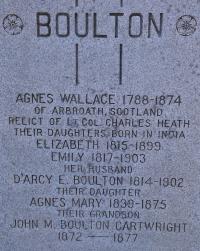 BOULTON
AGNES WALLACE 1788-1874
OF ARBROATH, SCOTLAND
RELICT OF LT. COL. CHARLES HEATH
THEIR DAUGHTERS BORN IN INDIA
ELIZABETH 1815-1899
EMILY 1817-1903
HER HUSBAND
D'ARCY E. BOULTON 1814-1902
THEIR DAUGHTER
AGNES MARY 1839-1875
THEIR GRANDSON
JOHN M. BOULTON CARTWRIGHT
1872 — 1877